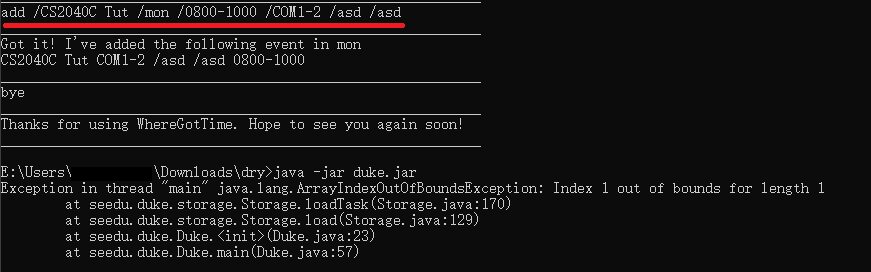 add /CS2040C Tut /mon /0800-1000 /COM1-2 /asd /asd
Got it! I've added the following event in mon
CS2040C Tut COM1-2 /asd /asd 0800-1000
bye
Thanks for using WhereGotTime. Hope to see you again soon!
E:\Users\ \Downloads\dry>java -jar duke.jar
Exception in thread "main" java.lang.ArrayIndexOutOfBoundsException: Index 1 out of bounds for length 1
at seedu.duke.storage.Storage.loadTask(Storage.java:170)
at seedu.duke.storage.Storage.load(Storage.java:129)
at seedu.duke.Duke.<init>(Duke.java:23)
at seedu.duke.Duke.main(Duke.java:57)